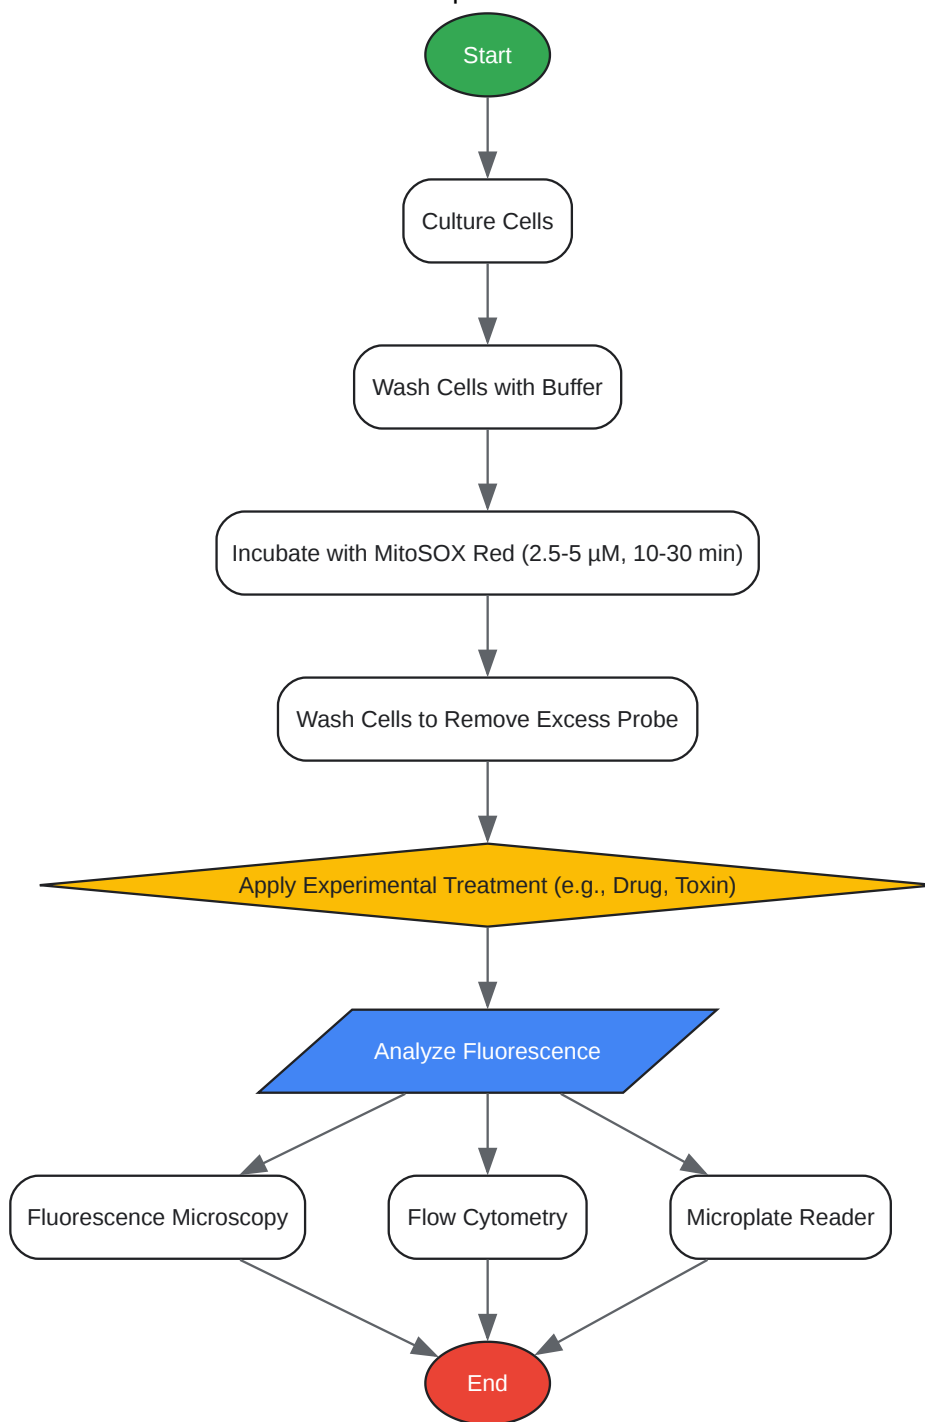 Start
Culture Cells
Wash Cells with Buffer
Incubate with MitoSOX Red (2.5-5 µM, 10-30 min)
Wash Cells to Remove Excess Probe
Apply Experimental Treatment (e.g., Drug, Toxin)
Analyze Fluorescence
Fluorescence Microscopy
Flow Cytometry
Microplate Reader
End